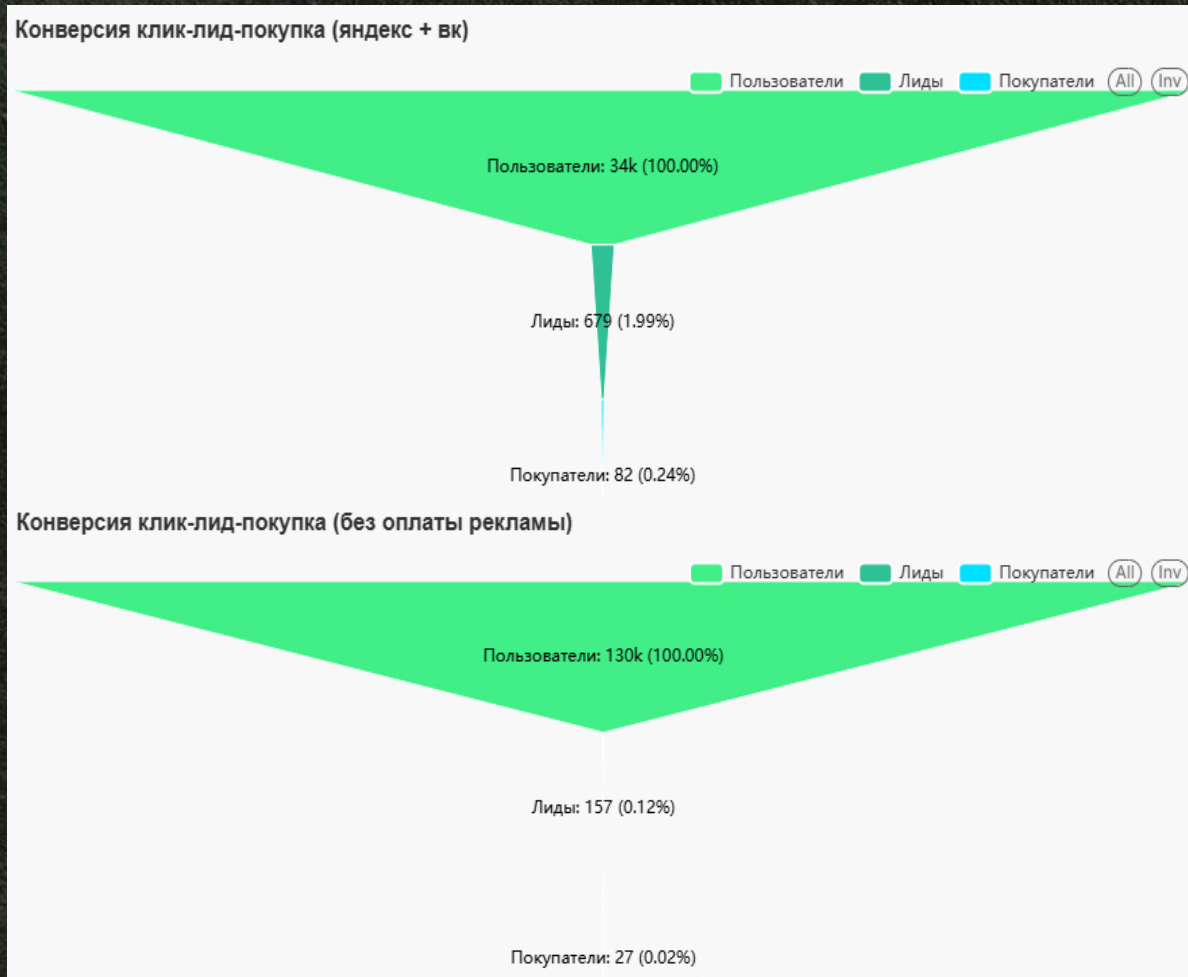 Конверсия клик-лид-покупка (яндекс + вк)
Пользователи Лиды Покупатели All Inv
Пользователи: 34k (100.00%)
Лиды: 679 (1.99%)
Покупатели: 82 (0.24%)
Конверсия клик-лид-покупка (без оплаты рекламы)
Пользователи Лиды Покупатели All Inv
Пользователи: 130k (100.00%)
Лиды: 157 (0.12%)
Покупатели: 27 (0.02%)